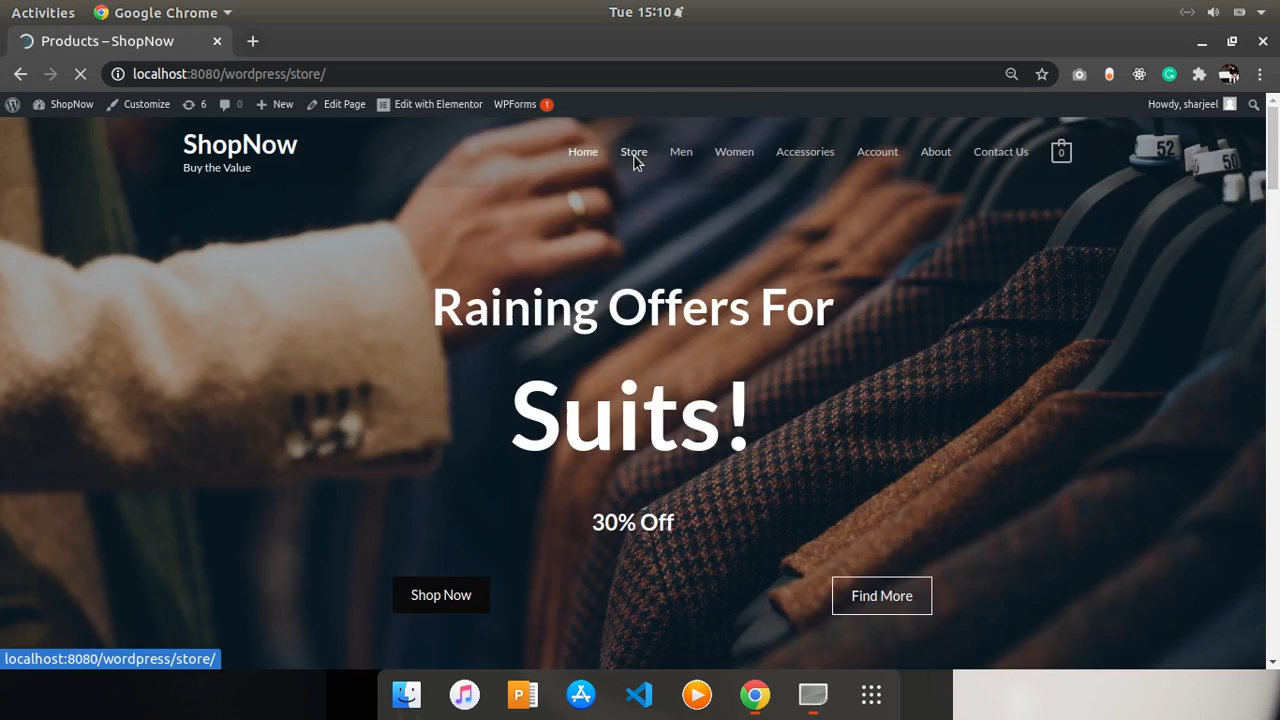 Activities Google Chrome Tue 15:10
Products – ShopNow
localhost:8080/wordpress/store/
ShopNow Customize 6 0 New Edit Page Edit with Elementor WPForms 1 Howdy, sharjeel
ShopNow
Buy the Value
Home Store Men Women Accessories Account About Contact Us 0
52
50
Raining Offers For
Suits!
30% Off
Shop Now Find More
localhost:8080/wordpress/store/
P